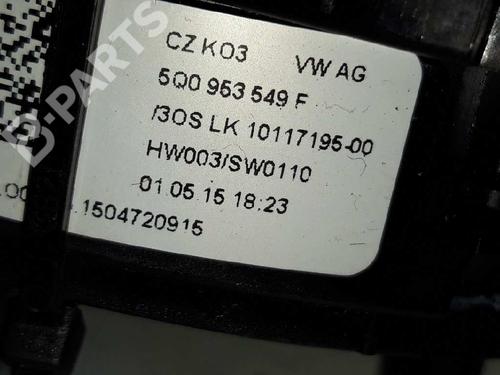 CZ KO3 VW AG
5Q0 953 549 F
/3OS LK 10117195-00
HW003/SW0110
01.05.15 18:23
.1504720915
B-PARTS